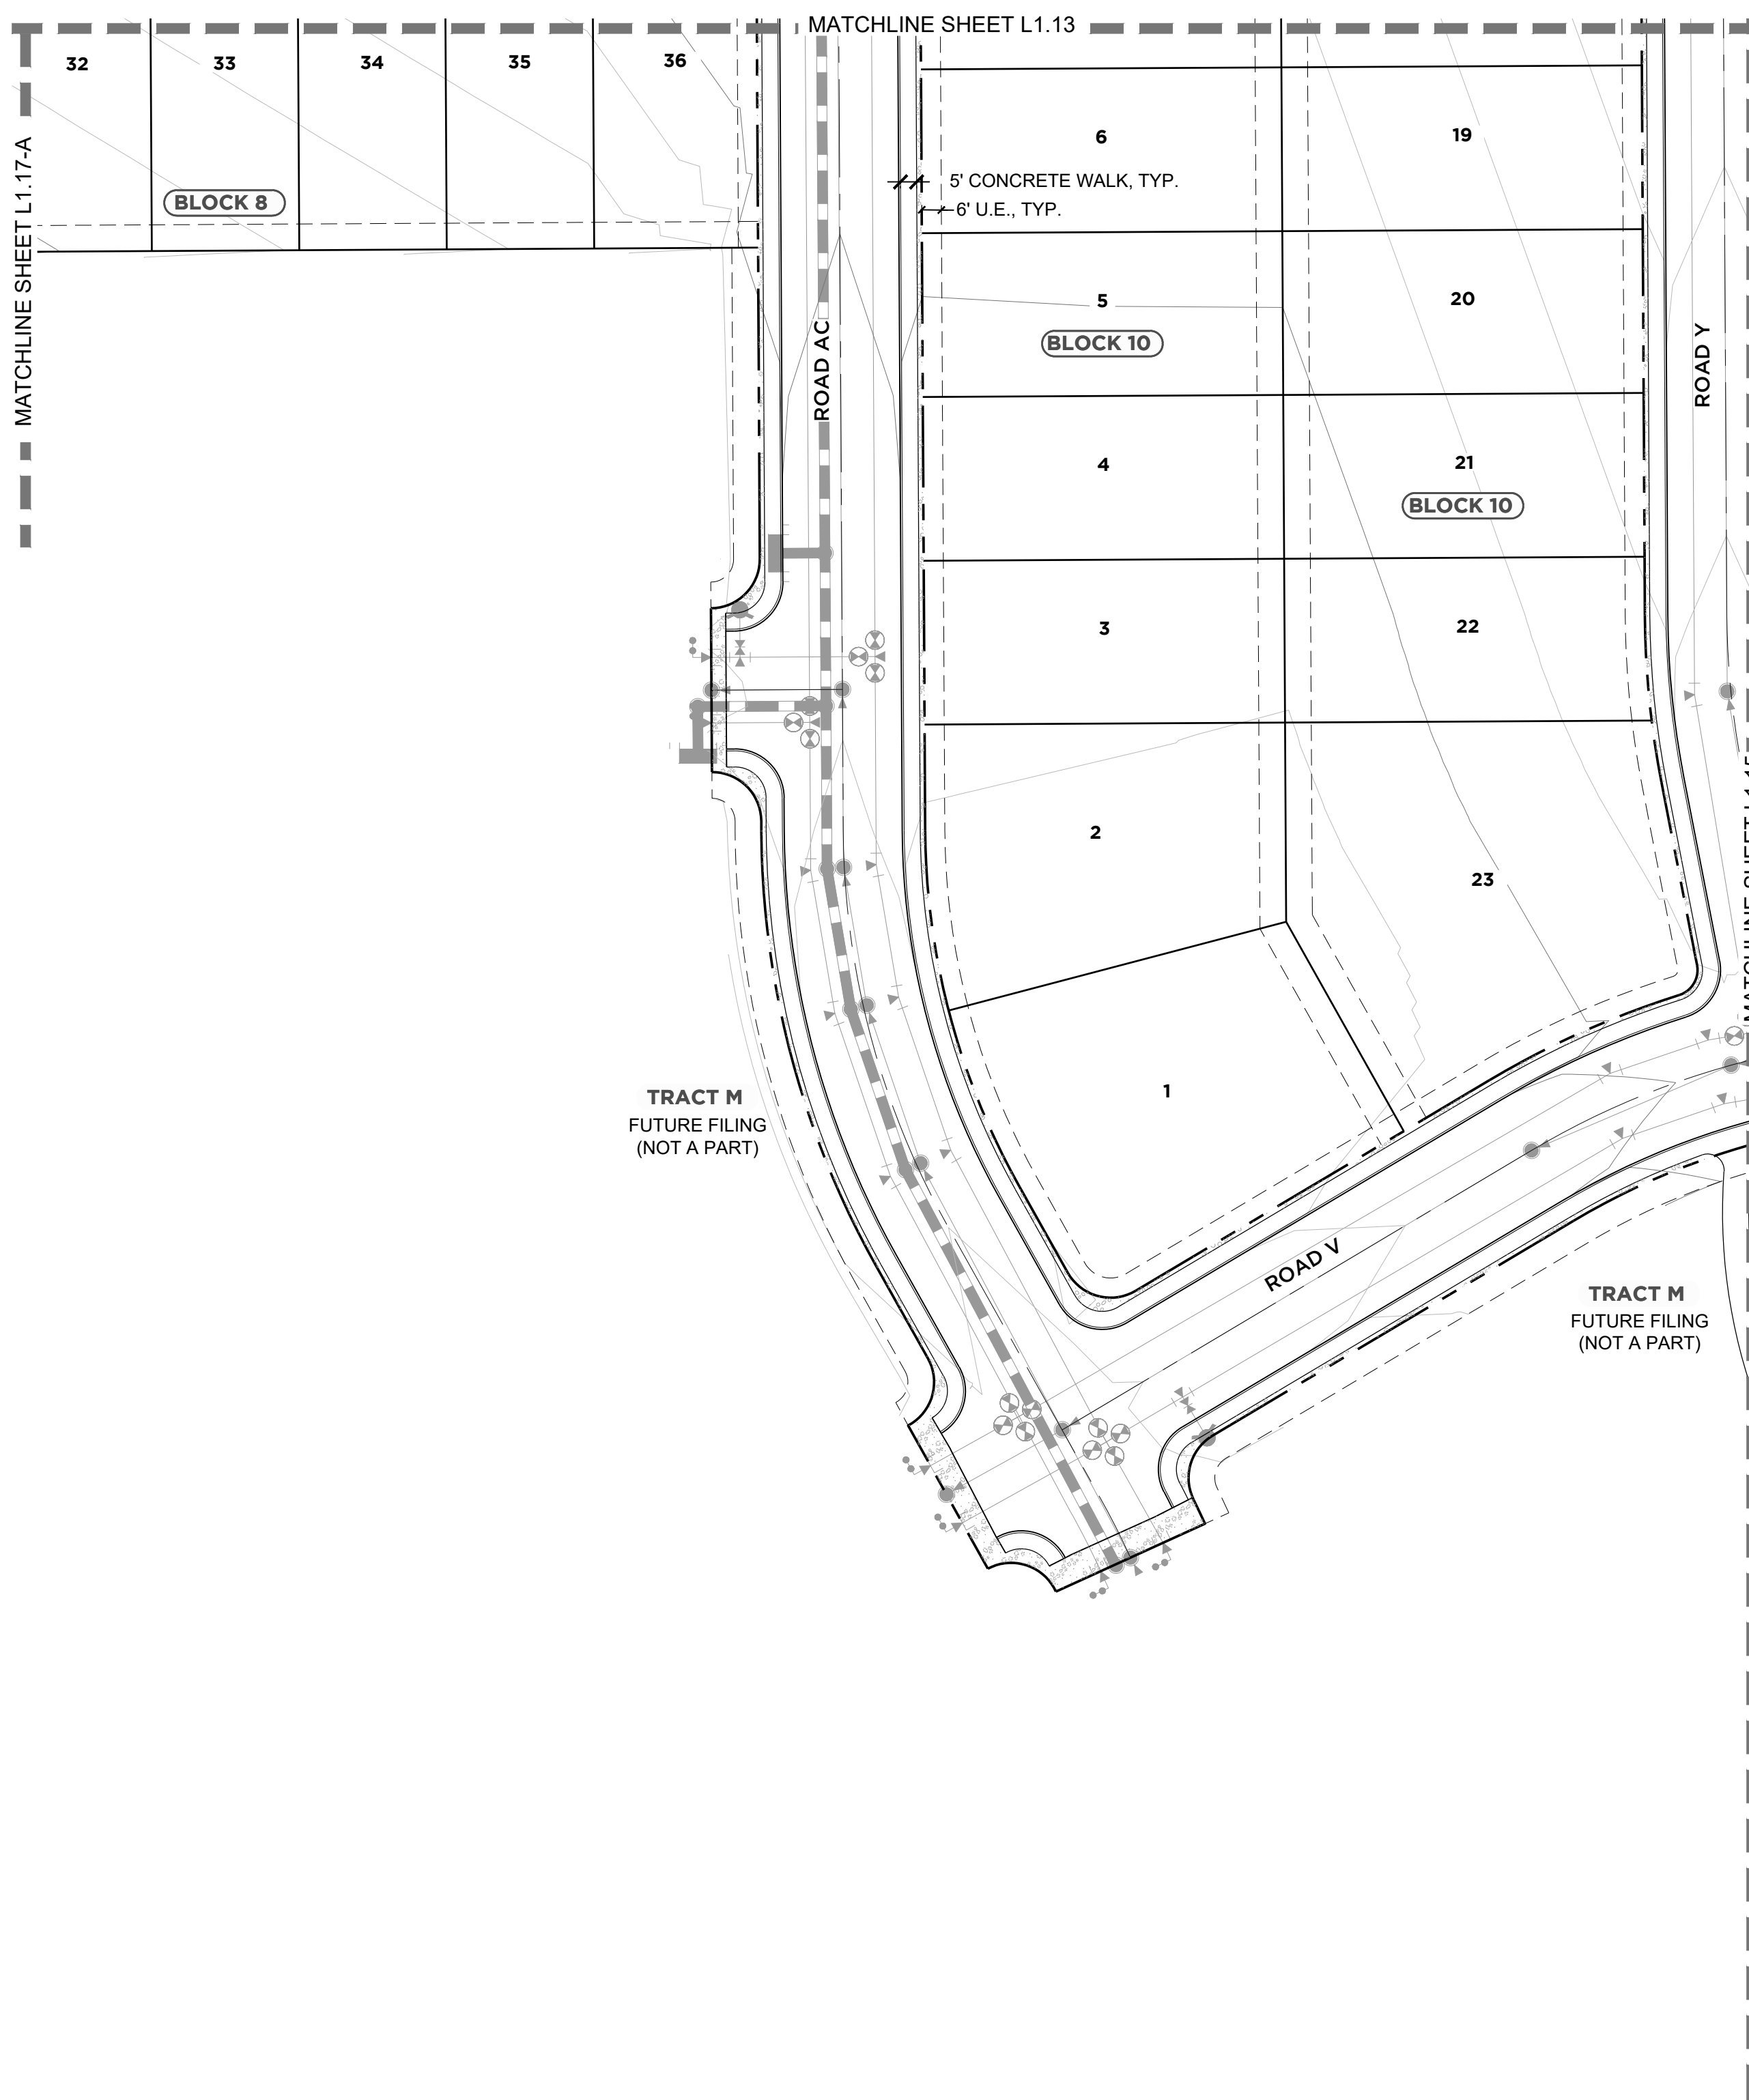 MATCHLINE SHEET L1.13
MATCHLINE SHEET L1.17-A
32
33
34
35
36
BLOCK 8
6
19
5' CONCRETE WALK, TYP.
6' U.E., TYP.
5
20
BLOCK 10
ROAD AC
ROAD Y
4
21
BLOCK 10
3
22
2
23
1
TRACT M
FUTURE FILING
(NOT A PART)
ROAD V
TRACT M
FUTURE FILING
(NOT A PART)
MATCHLINE SHEET